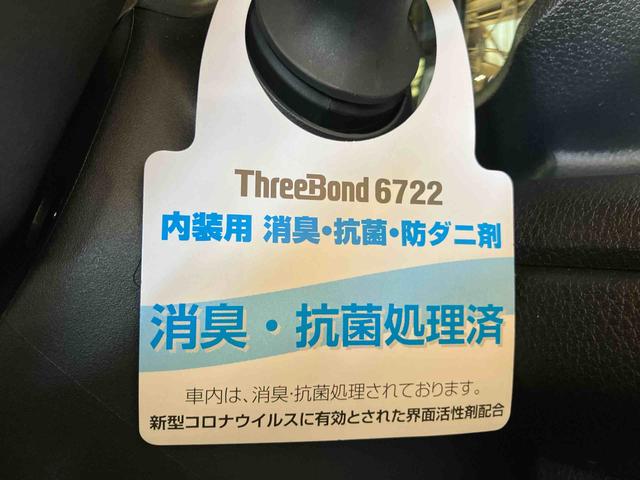 ThreeBond 6722
内装用 消臭・抗菌・防ダニ剤
消臭・抗菌処理済
車内は、消臭・抗菌処理されております。
新型コロナウイルスに有効とされた界面活性剤配合